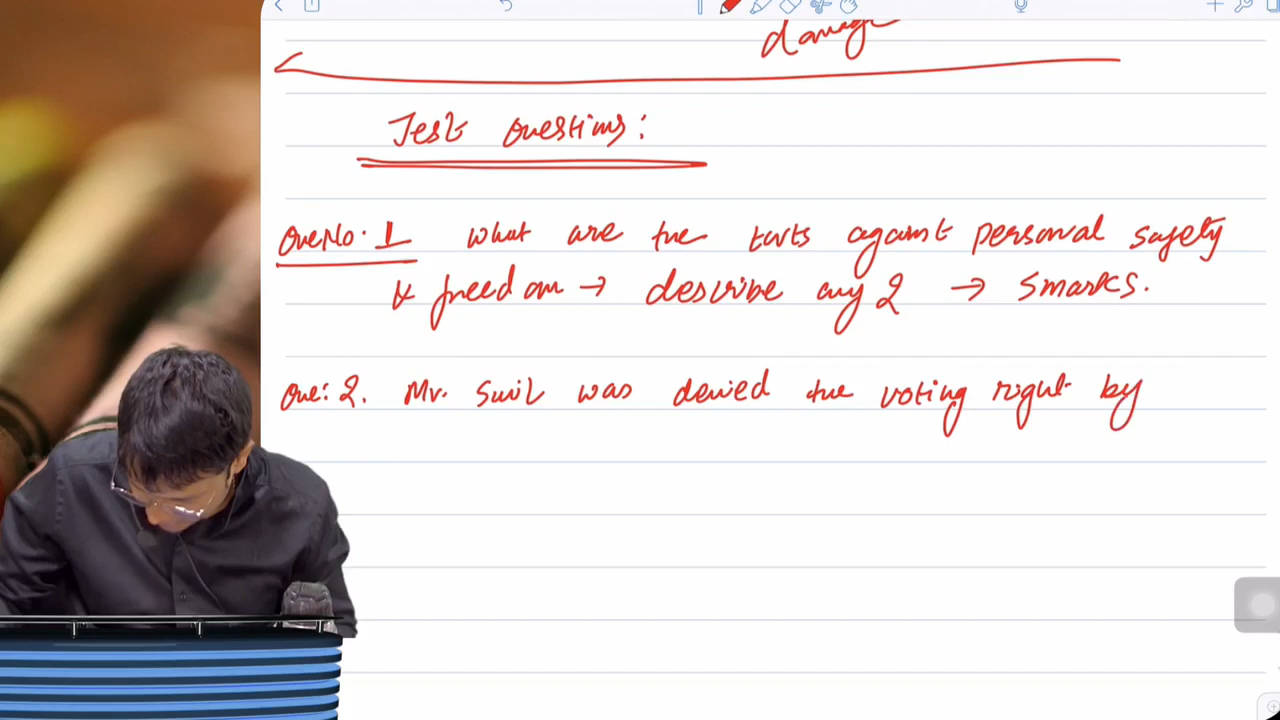 damage
Test Questions:
Que No. 1 What are the torts against personal safety
& freedom → describe any 2 → 5 marks.
Que: 2. Mr. Sunil was denied the voting right by